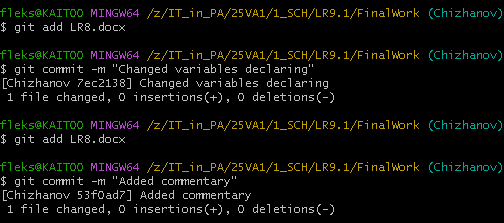 fleks@KAITOO MINGW64 /z/IT_in_PA/25VA1/1_SCH/LR9.1/FinalWork (Chizhanov)
$ git add LR8.docx
fleks@KAITOO MINGW64 /z/IT_in_PA/25VA1/1_SCH/LR9.1/FinalWork (Chizhanov)
$ git commit -m "Changed variables declaring"
[Chizhanov 7ec2138] Changed variables declaring
 1 file changed, 0 insertions(+), 0 deletions(-)
fleks@KAITOO MINGW64 /z/IT_in_PA/25VA1/1_SCH/LR9.1/FinalWork (Chizhanov)
$ git add LR8.docx
fleks@KAITOO MINGW64 /z/IT_in_PA/25VA1/1_SCH/LR9.1/FinalWork (Chizhanov)
$ git commit -m "Added commentary"
[Chizhanov 53f0ad7] Added commentary
 1 file changed, 0 insertions(+), 0 deletions(-)